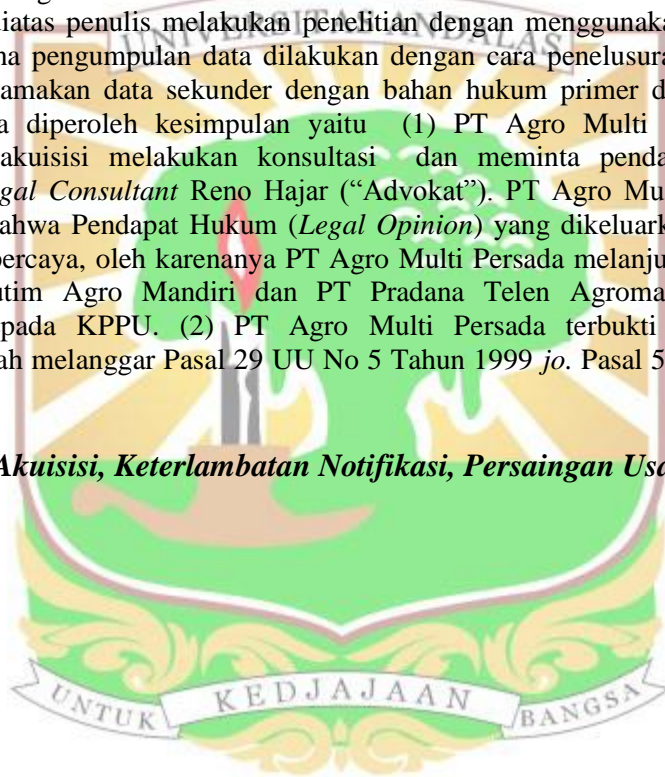 diatas penulis melakukan penelitian dengan menggunaka
UNIVERSITAS ANDALAS
na pengumpulan data dilakukan dengan cara penelusura
amakan data sekunder dengan bahan hukum primer d
a diperoleh kesimpulan yaitu (1) PT Agro Multi
akuisisi melakukan konsultasi dan meminta penda
gal Consultant Reno Hajar (“Advokat”). PT Agro Mu
ahwa Pendapat Hukum (Legal Opinion) yang dikeluark
percaya, oleh karenanya PT Agro Multi Persada melanju
utim Agro Mandiri dan PT Pradana Telen Agroma
pada KPPU. (2) PT Agro Multi Persada terbukti
ah melanggar Pasal 29 UU No 5 Tahun 1999 jo. Pasal 5
Akuisisi, Keterlambatan Notifikasi, Persaingan Usa
UNTUK KEDJAJAAN BANGSA